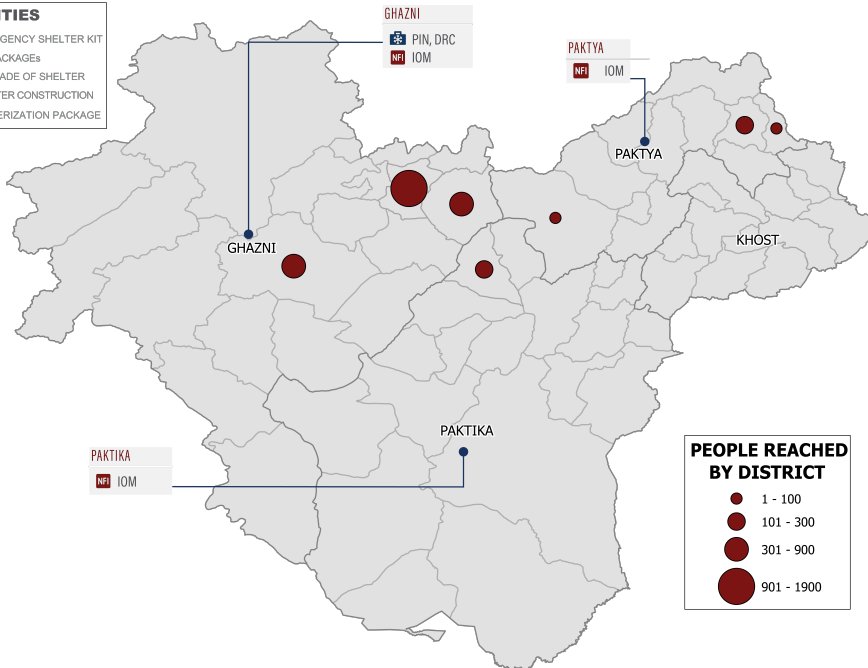 ITIES
GENCY SHELTER KIT
ACKAGEs
ADE OF SHELTER
TER CONSTRUCTION
ERIZATION PACKAGE
GHAZNI
PIN, DRC
NFI IOM
PAKTYA
NFI IOM
PAKTYA
GHAZNI
KHOST
PAKTIKA
PAKTIKA
NFI IOM
PEOPLE REACHED
BY DISTRICT
1 - 100
101 - 300
301 - 900
901 - 1900